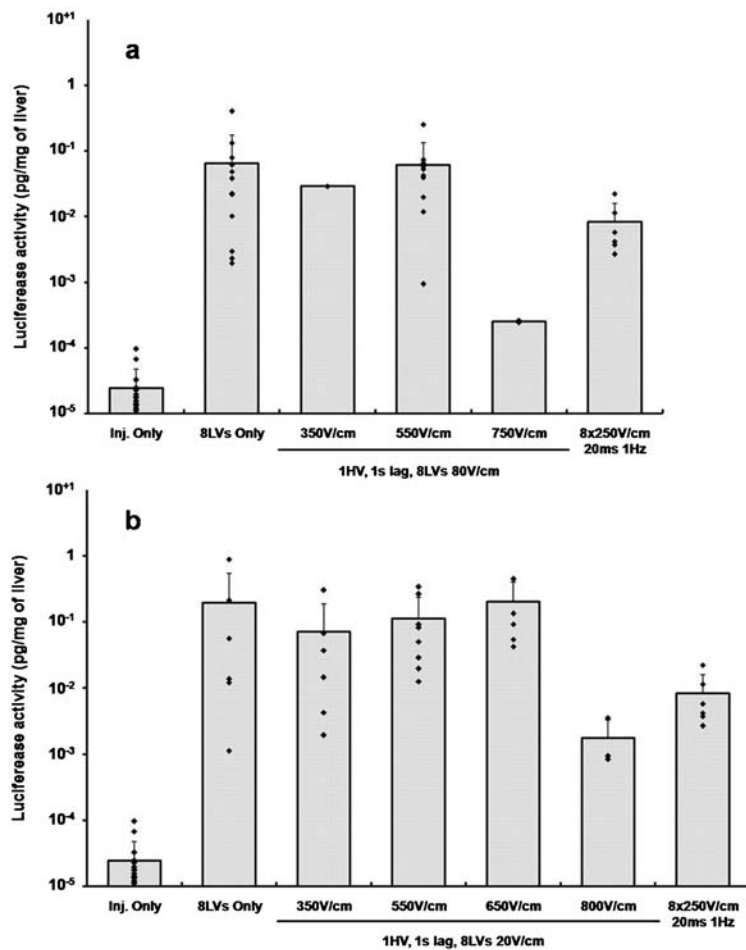 a
Luciferease activity (pg/mg of liver)
10+1
1
10-1
10-2
10-3
10-4
10-5
Inj. Only 8LVs Only 350V/cm 550V/cm 750V/cm 8x250V/cm
20ms 1Hz
1HV, 1s lag, 8LVs 80V/cm
b
Luciferease activity (pg/mg of liver)
10+1
1
10-1
10-2
10-3
10-4
10-5
Inj. Only 8LVs Only 350V/cm 550V/cm 650V/cm 800V/cm 8x250V/cm
20ms 1Hz
1HV, 1s lag, 8LVs 20V/cm